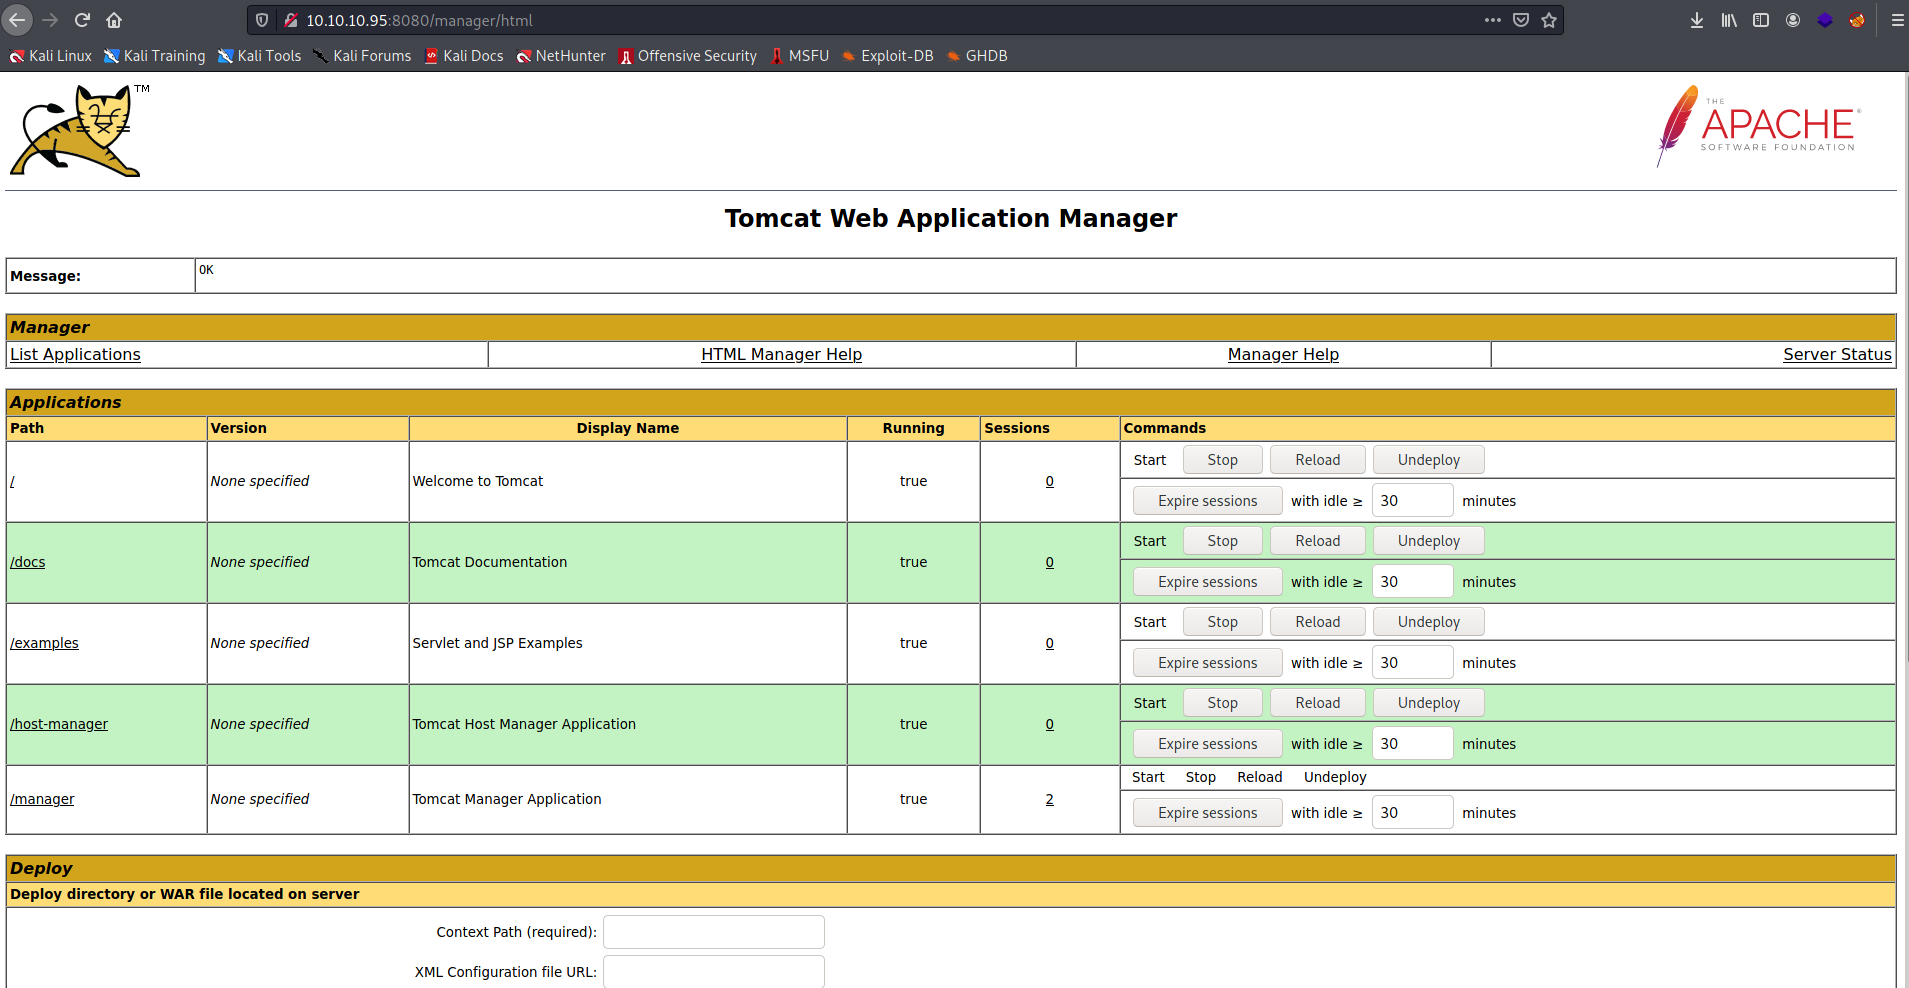 10.10.10.95:8080/manager/html
Kali Linux Kali Training Kali Tools Kali Forums Kali Docs NetHunter Offensive Security MSFU Exploit-DB GHDB
TM
THE
APACHE®
SOFTWARE FOUNDATION
Tomcat Web Application Manager
Message: OK
Manager
List Applications HTML Manager Help Manager Help Server Status
Applications
Path Version Display Name Running Sessions Commands
/ None specified Welcome to Tomcat true 0 Start Stop Reload Undeploy
Expire sessions with idle ≥ 30 minutes
/docs None specified Tomcat Documentation true 0 Start Stop Reload Undeploy
Expire sessions with idle ≥ 30 minutes
/examples None specified Servlet and JSP Examples true 0 Start Stop Reload Undeploy
Expire sessions with idle ≥ 30 minutes
/host-manager None specified Tomcat Host Manager Application true 0 Start Stop Reload Undeploy
Expire sessions with idle ≥ 30 minutes
/manager None specified Tomcat Manager Application true 2 Start Stop Reload Undeploy
Expire sessions with idle ≥ 30 minutes
Deploy
Deploy directory or WAR file located on server
Context Path (required):
XML Configuration file URL: